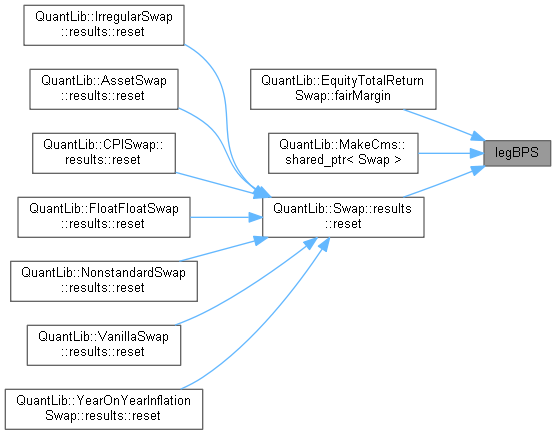 QuantLib::IrregularSwap
::results::reset
QuantLib::AssetSwap
::results::reset
QuantLib::CPISwap::
results::reset
QuantLib::FloatFloatSwap
::results::reset
QuantLib::NonstandardSwap
::results::reset
QuantLib::VanillaSwap
::results::reset
QuantLib::YearOnYearInflation
Swap::results::reset
QuantLib::EquityTotalReturn
Swap::fairMargin
QuantLib::MakeCms::
shared_ptr< Swap >
QuantLib::Swap::results
::reset
legBPS